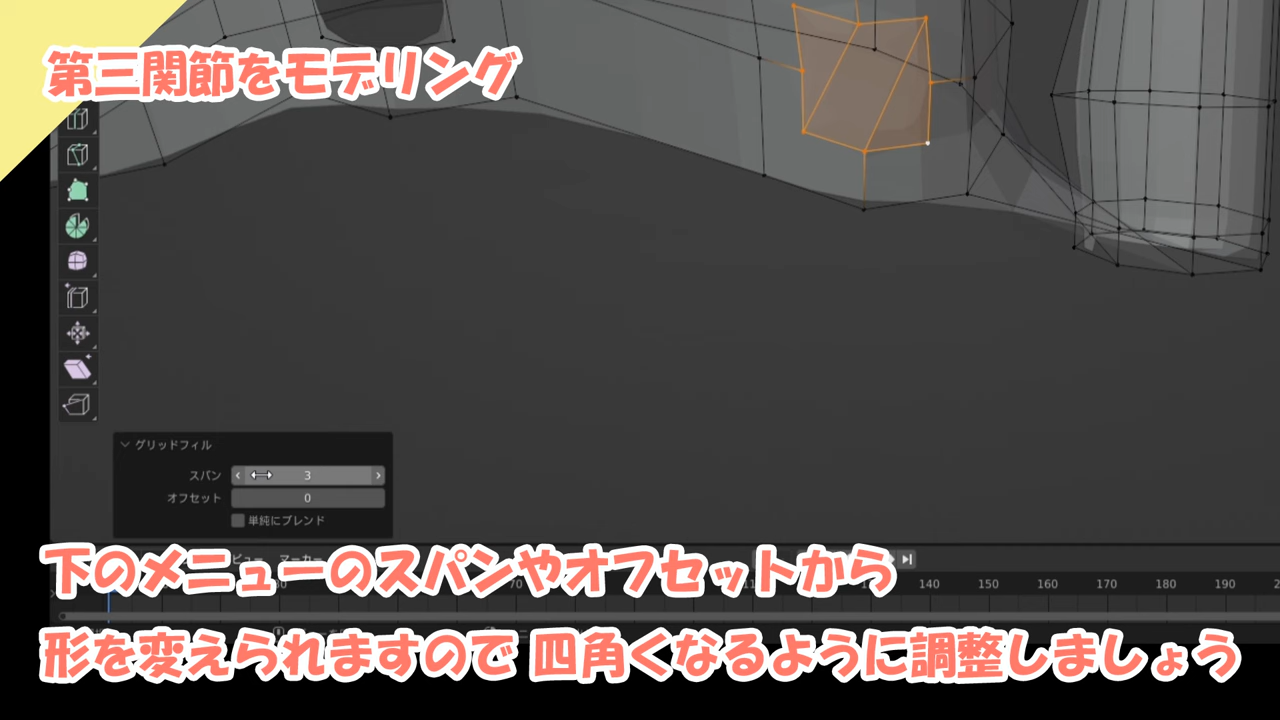 第三関節をモデリング
グリッドフィル
スパン 3
オフセット 0
単純にブレンド
下のメニューのスパンやオフセットから
140 150 160 170 180 190
形を変えられますので 四角くなるように調整しましょう